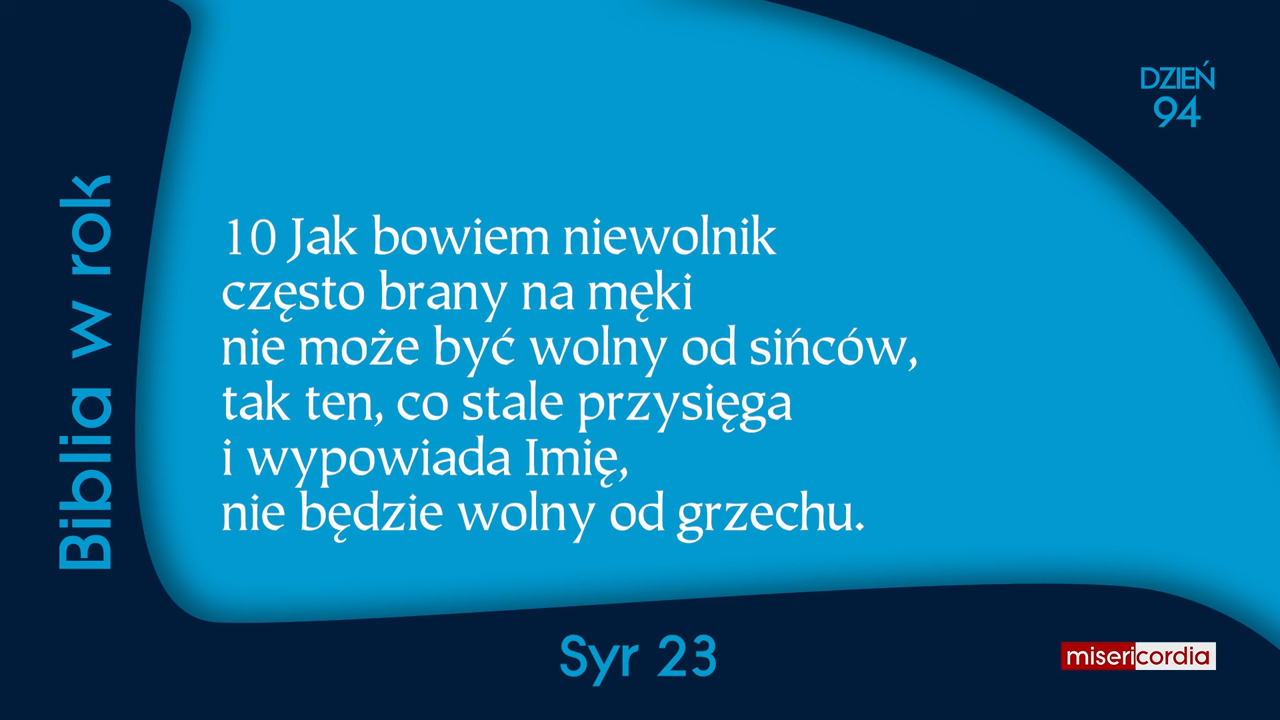 DZIEŃ
94
Biblia w rok
10 Jak bowiem niewolnik
często brany na męki
nie może być wolny od sińców,
tak ten, co stale przysięga
i wypowiada Imię,
nie będzie wolny od grzechu.
Syr 23
misericordia